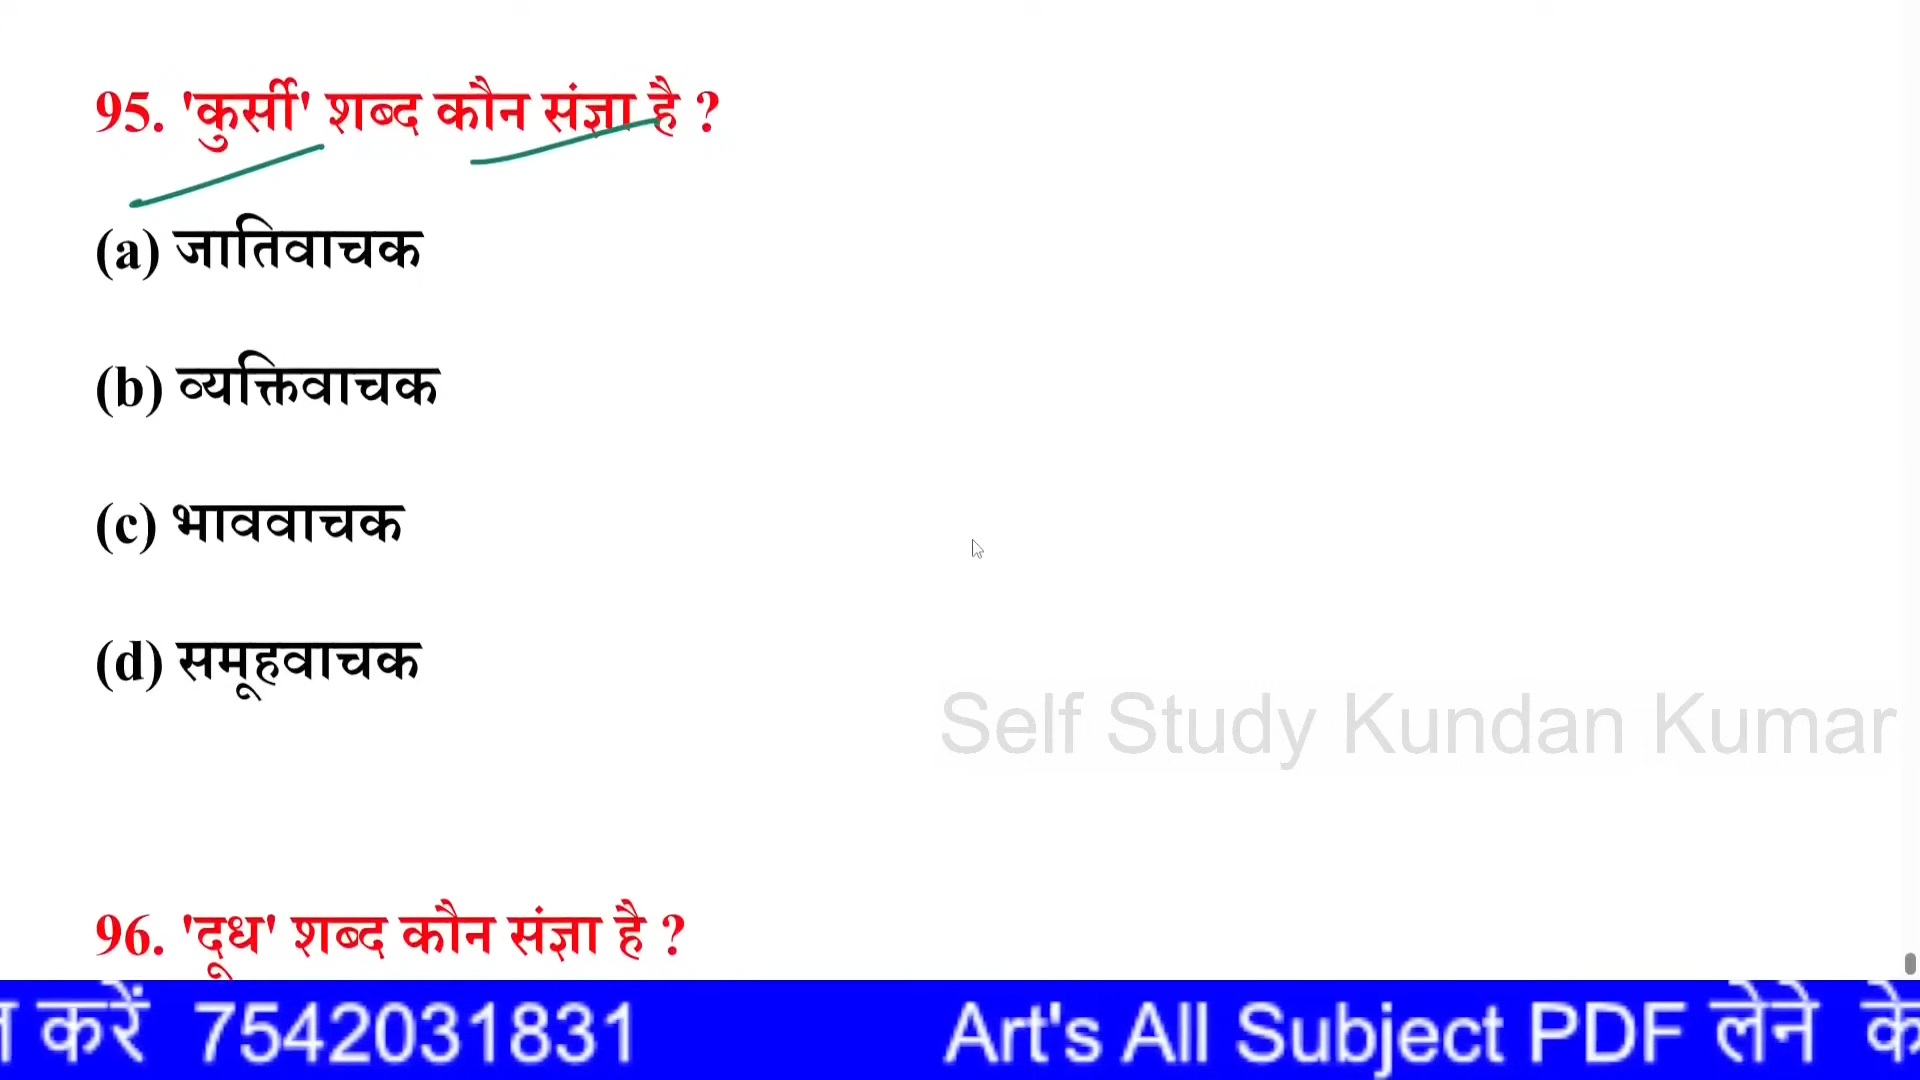 95. 'कुर्सी' शब्द कौन संज्ञा है ?
(a) जातिवाचक
(b) व्यक्तिवाचक
(c) भाववाचक
(d) समूहवाचक
Self Study Kundan Kumar
96. 'दूध' शब्द कौन संज्ञा है ?
करें 7542031831 Art's All Subject PDF लेने के